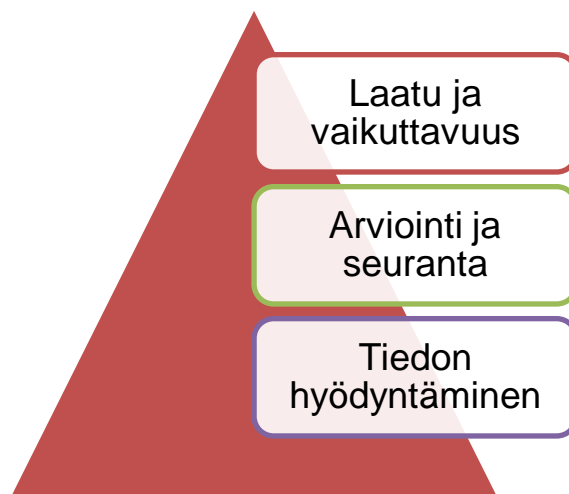 Laatu ja
vaikuttavuus
Arviointi ja
seuranta
Tiedon
hyödyntäminen